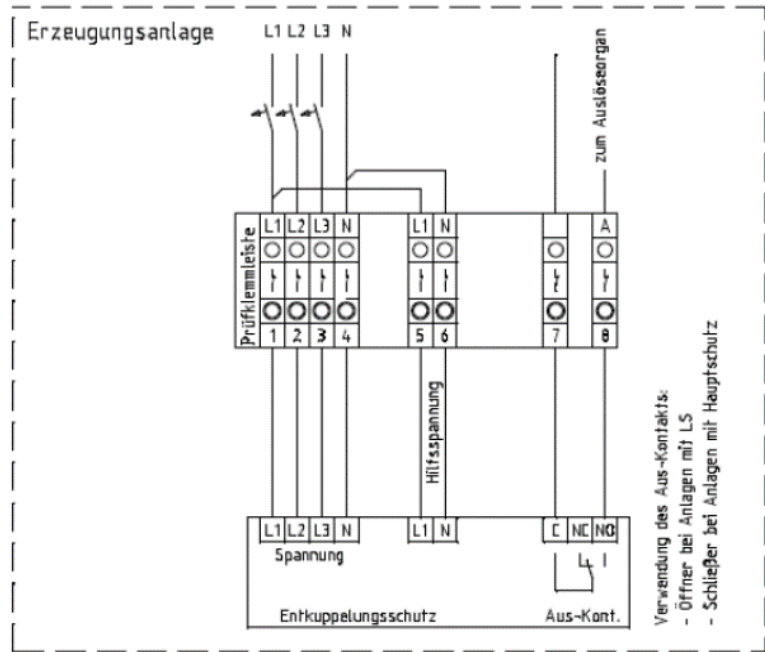 Erzeugungsanlage
L1 L2 L3 N
zum Auslöseorgan
Prüfklemmleiste
L1 L2 L3 N L1 N A
1 2 3 4 5 6 7 8
Hilfsspannung
L1 L2 L3 N L1 N C NC NO
Spannung
Entkuppelungsschutz
Aus-Kont.
Verwendung des Aus-Kontakts:
- Öffner bei Anlagen mit LS
- Schließer bei Anlagen mit Hauptschutz